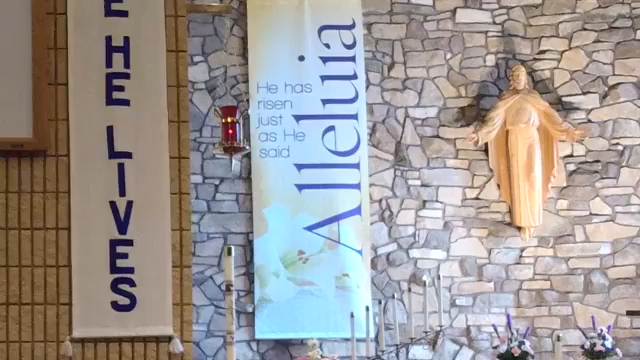 E
HE
LIVES
Alleluia
He has
risen
just
as He
said